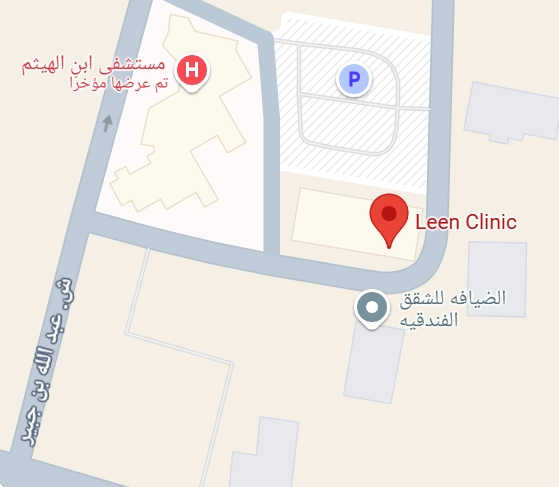 مستشفى ابن الهيثم
تم عرضها مؤخرًا
H
P
Leen Clinic
الضيافه للشقق
الفندقيه
ش. عبد الله بن جبير